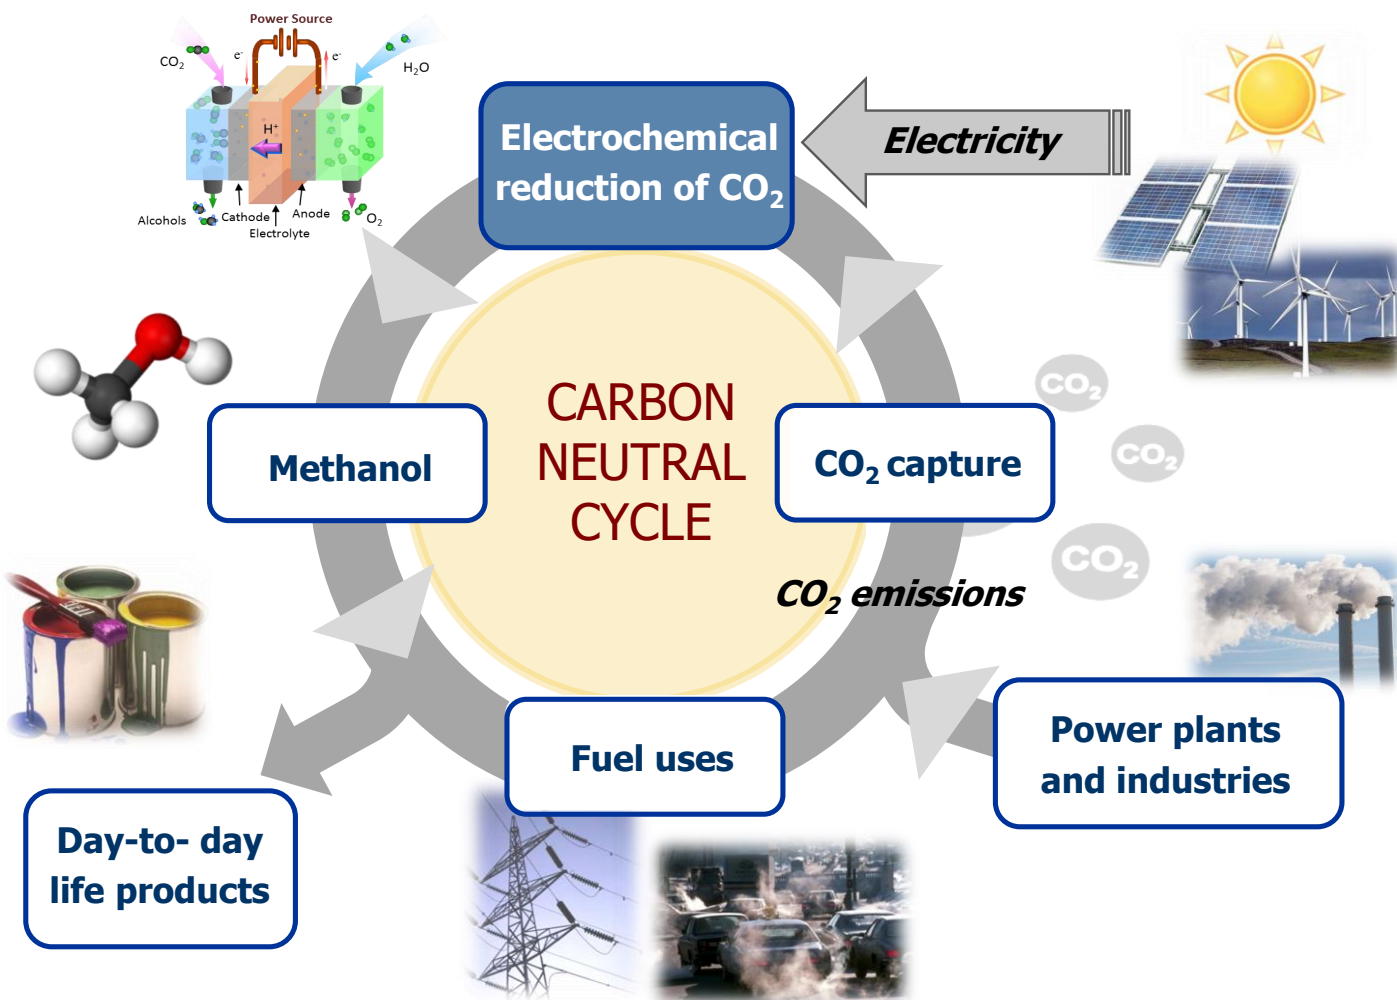 Power Source
CO2
e-
e-
H2O
H+
Cathode
Anode
Alcohols
Electrolyte
O2
Electrochemical
reduction of CO2
Electricity
CARBON
NEUTRAL
CYCLE
Methanol
CO2 capture
CO2
CO2
CO2
CO2 emissions
Fuel uses
Power plants
and industries
Day-to- day
life products